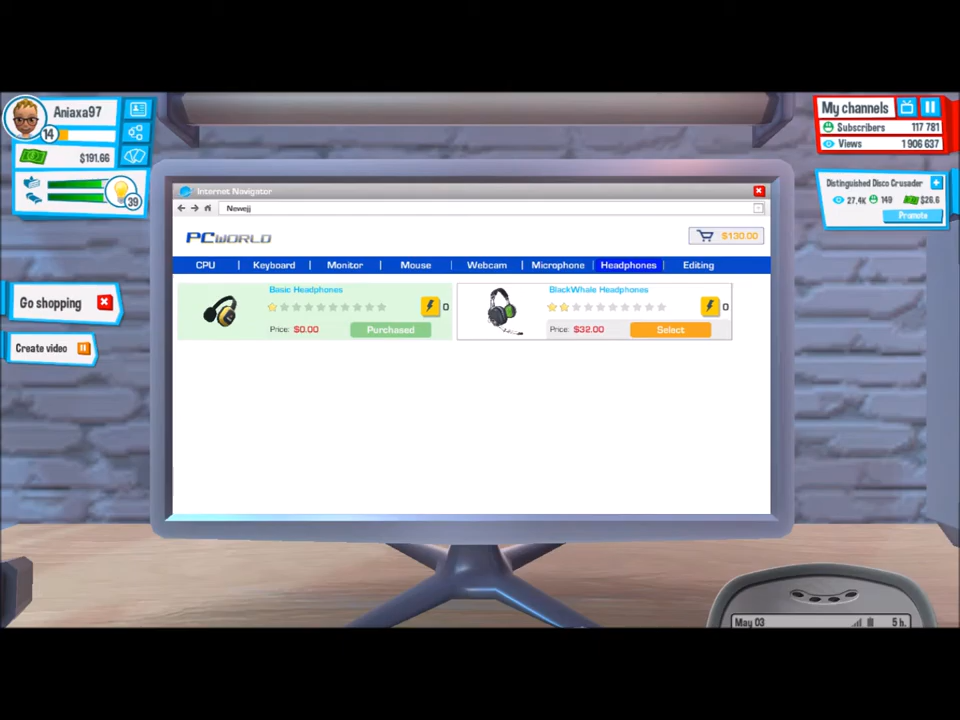 Aniaxa97
14
$191.66
39
Go shopping
Create video
Internet Navigator
Newejj
PCWORLD
$130.00
CPU
Keyboard
Monitor
Mouse
Webcam
Microphone
Headphones
Editing
Basic Headphones
0
Price: $0.00
Purchased
BlackWhale Headphones
0
Price: $32.00
Select
My channels
Subscribers 117 781
Views 1 906 637
Distinguished Disco Crusader
27.4K 149 $26.6
Promote
May 03
5 h.